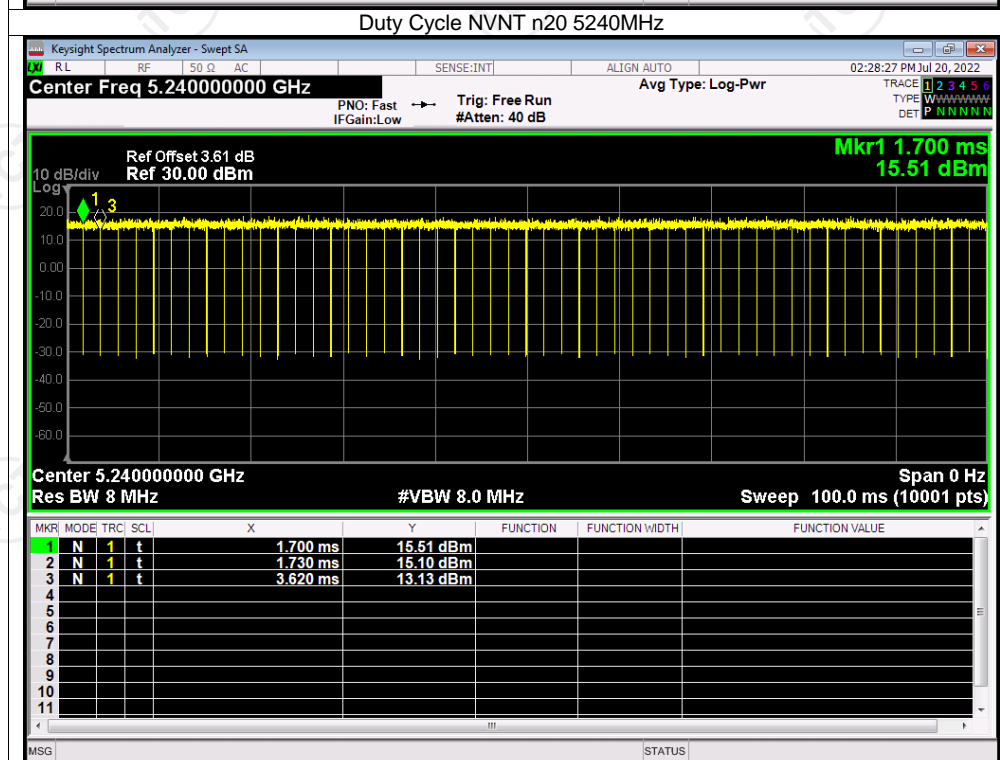 Duty Cycle NVNT n20 5240MHz
Keysight Spectrum Analyzer - Swept SA
LXI RL RF 50 Ω AC SENSE:INT ALIGN AUTO 02:28:27 PM Jul 20, 2022
Center Freq 5.240000000 GHz Avg Type: Log-Pwr TRACE 1 2 3 4 5 6
PNO: Fast Trig: Free Run TYPE WWWWWW
IFGain:Low #Atten: 40 dB DET P N N N N N
Mkr1 1.700 ms
15.51 dBm
Ref Offset 3.61 dB
10 dB/div Ref 30.00 dBm
Log
1 3
20.0
10.0
0.00
-10.0
-20.0
-30.0
-40.0
-50.0
-60.0
Center 5.240000000 GHz Span 0 Hz
Res BW 8 MHz #VBW 8.0 MHz Sweep 100.0 ms (10001 pts)
MKR MODE TRC SCL X Y FUNCTION FUNCTION WIDTH FUNCTION VALUE
1 N 1 t 1.700 ms 15.51 dBm
2 N 1 t 1.730 ms 15.10 dBm
3 N 1 t 3.620 ms 13.13 dBm
4
5
6
7
8
9
10
11
MSG STATUS